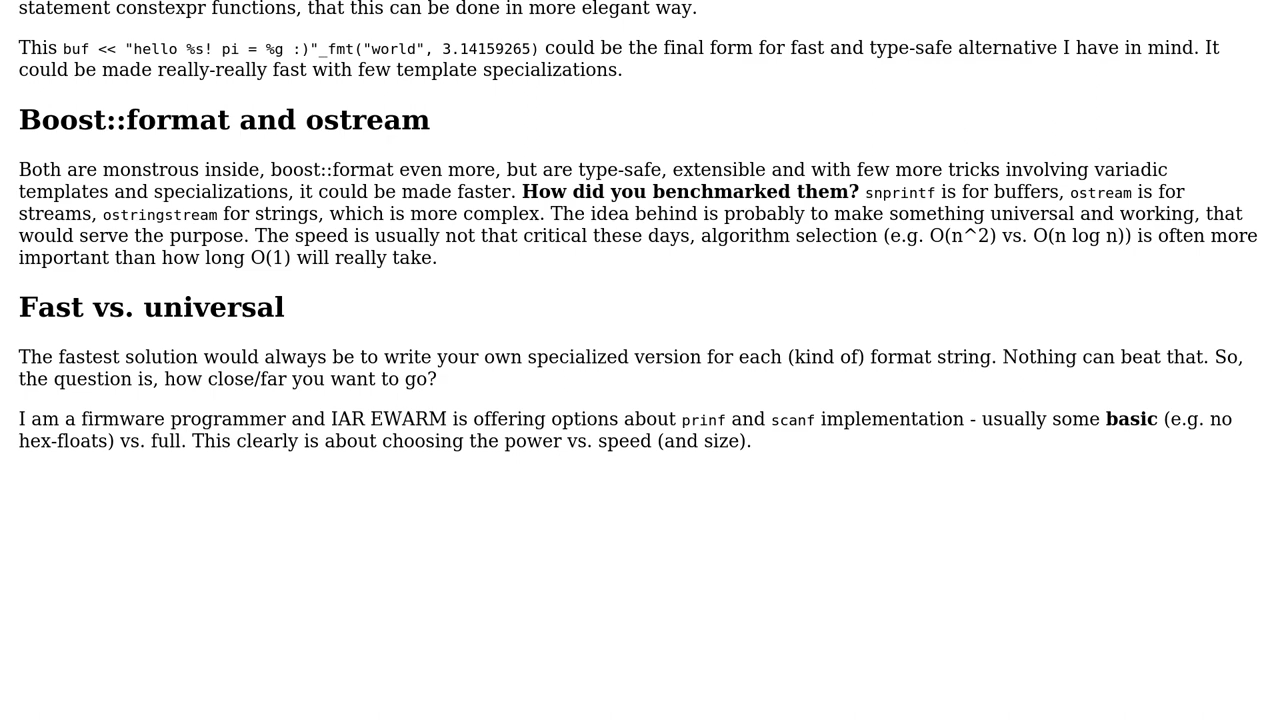 statement constexpr functions, that this can be done in more elegant way.
This buf << "hello %s! pi = %g :)"_fmt("world", 3.14159265) could be the final form for fast and type-safe alternative I have in mind. It
could be made really-really fast with few template specializations.
Boost::format and ostream
Both are monstrous inside, boost::format even more, but are type-safe, extensible and with few more tricks involving variadic
templates and specializations, it could be made faster. How did you benchmarked them? snprintf is for buffers, ostream is for
streams, ostringstream for strings, which is more complex. The idea behind is probably to make something universal and working, that
would serve the purpose. The speed is usually not that critical these days, algorithm selection (e.g. O(n^2) vs. O(n log n)) is often more
important than how long O(1) will really take.
Fast vs. universal
The fastest solution would always be to write your own specialized version for each (kind of) format string. Nothing can beat that. So,
the question is, how close/far you want to go?
I am a firmware programmer and IAR EWARM is offering options about prinf and scanf implementation - usually some basic (e.g. no
hex-floats) vs. full. This clearly is about choosing the power vs. speed (and size).